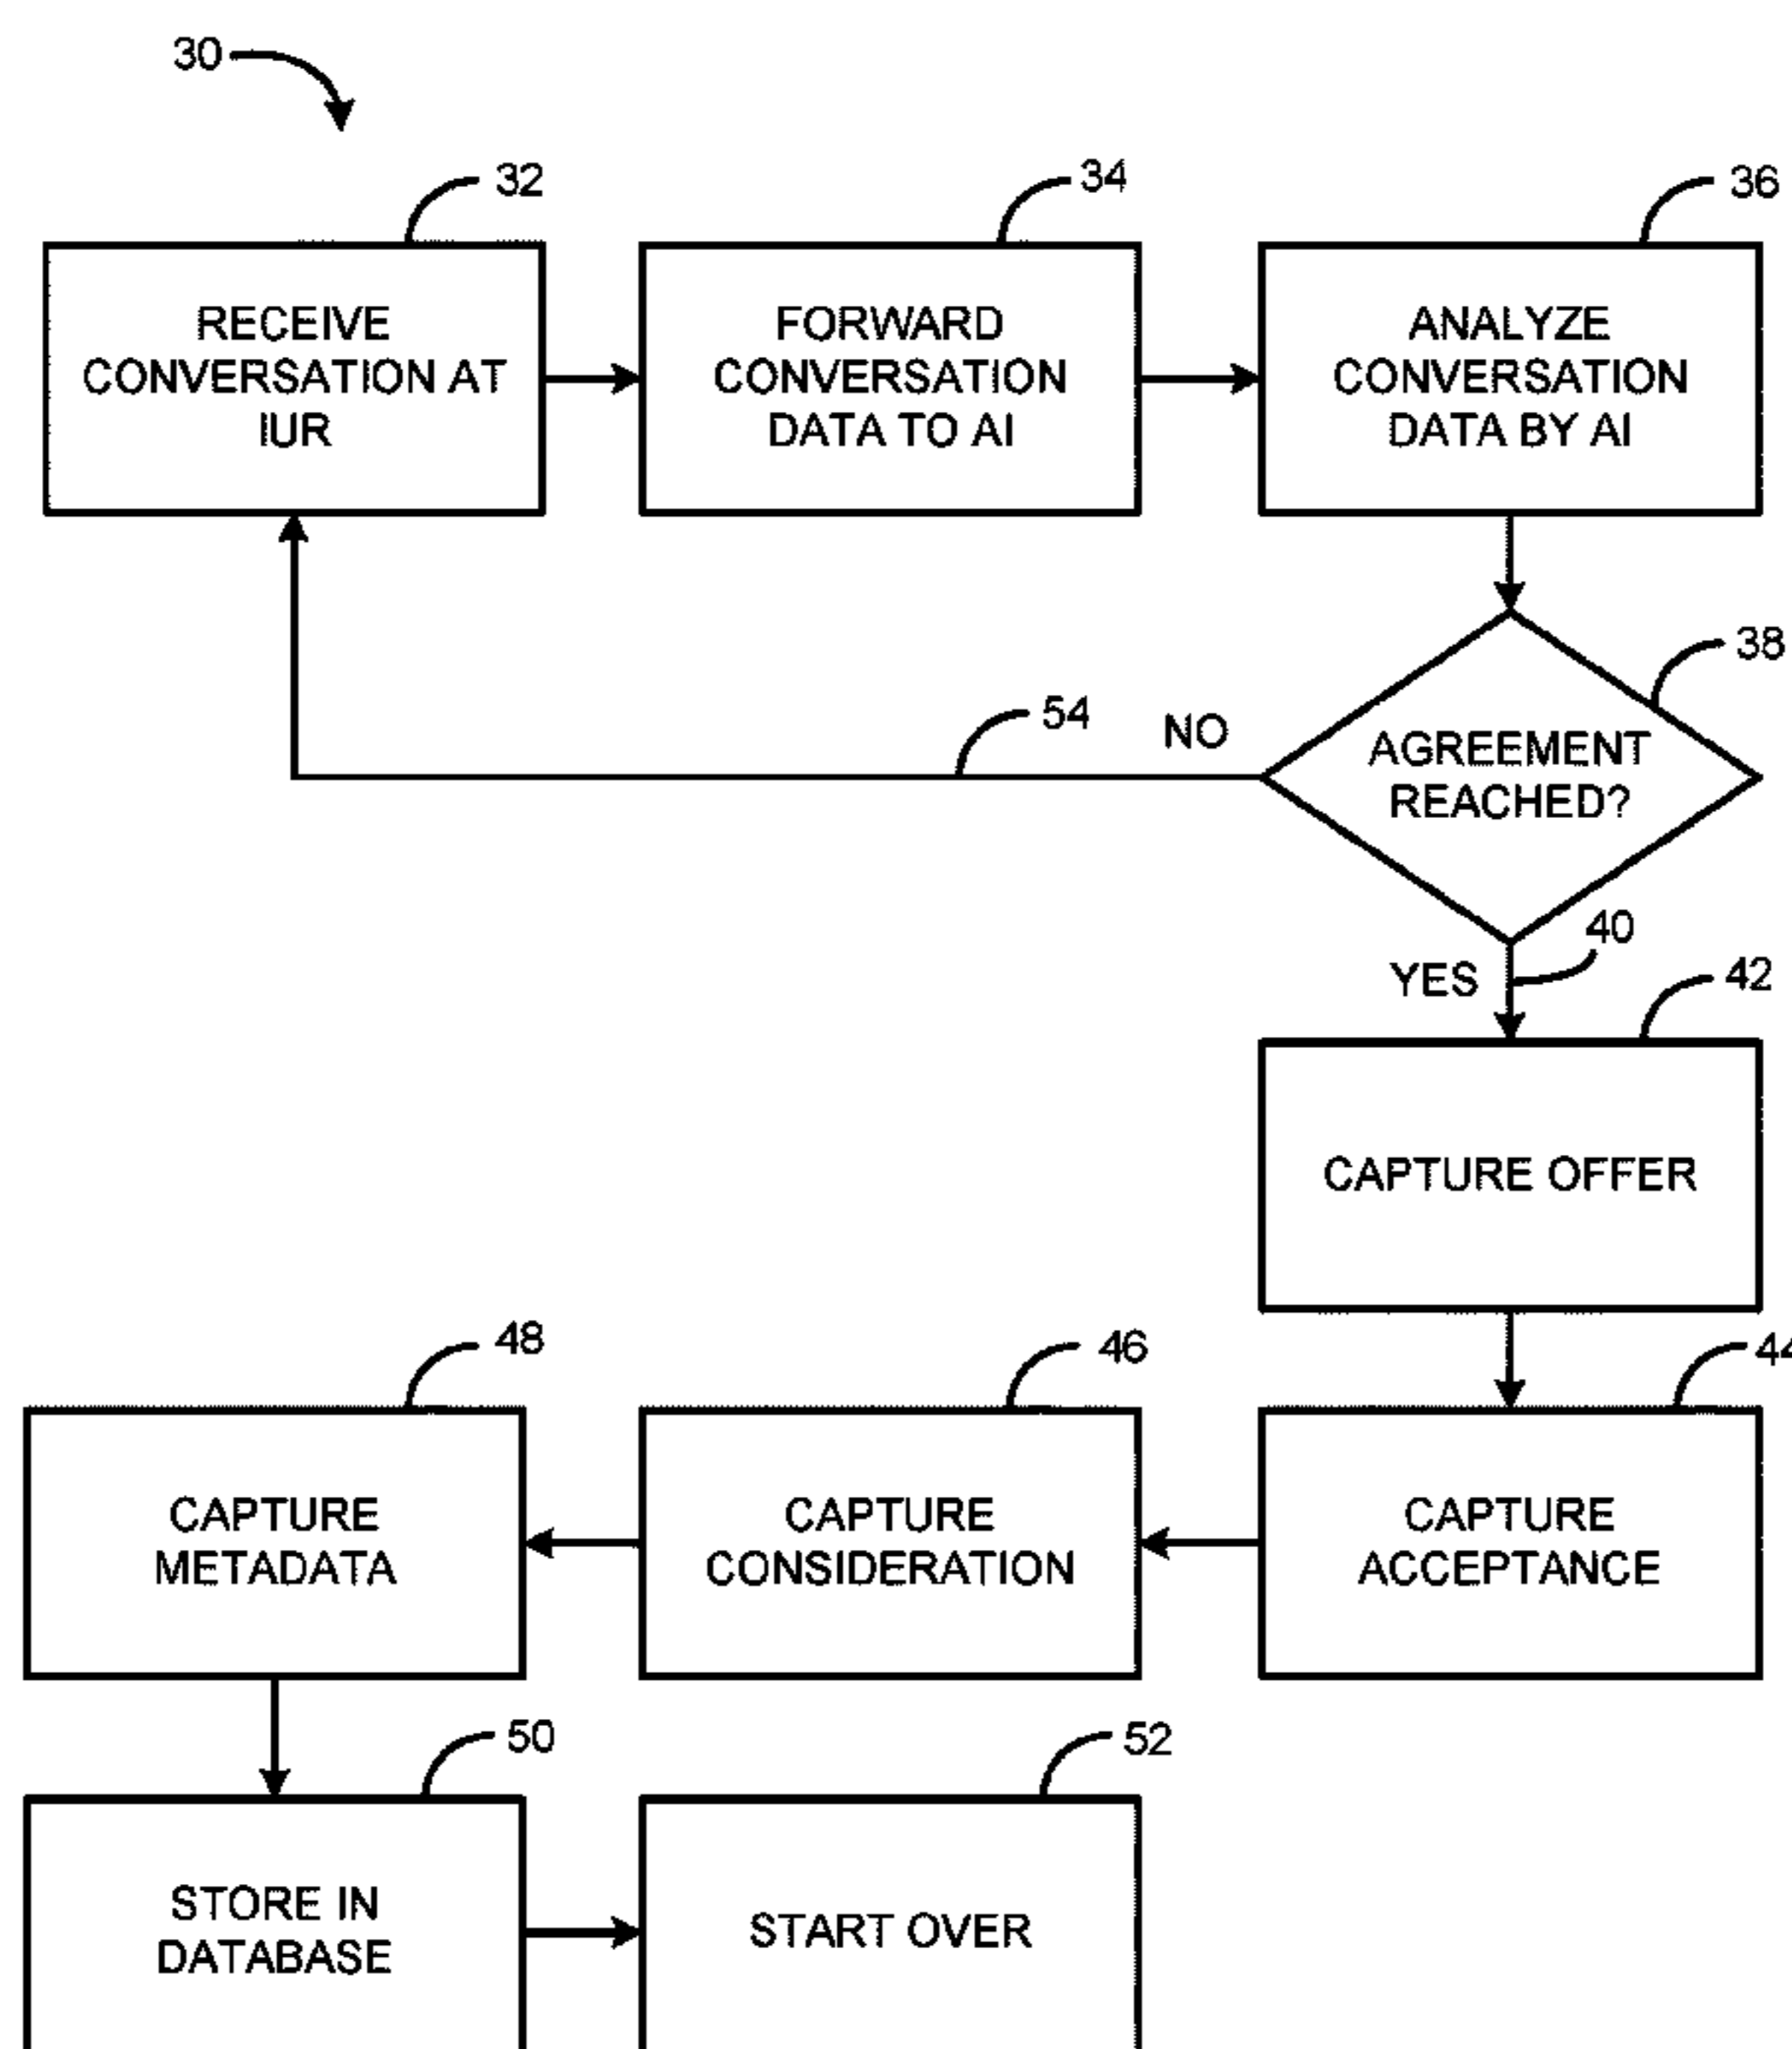 30
32
34
36
RECEIVE
CONVERSATION AT
IUR
FORWARD
CONVERSATION
DATA TO AI
ANALYZE
CONVERSATION
DATA BY AI
38
54
NO
AGREEMENT
REACHED?
40
YES
42
CAPTURE OFFER
48
46
44
CAPTURE
METADATA
CAPTURE
CONSIDERATION
CAPTURE
ACCEPTANCE
50
52
STORE IN
DATABASE
START OVER